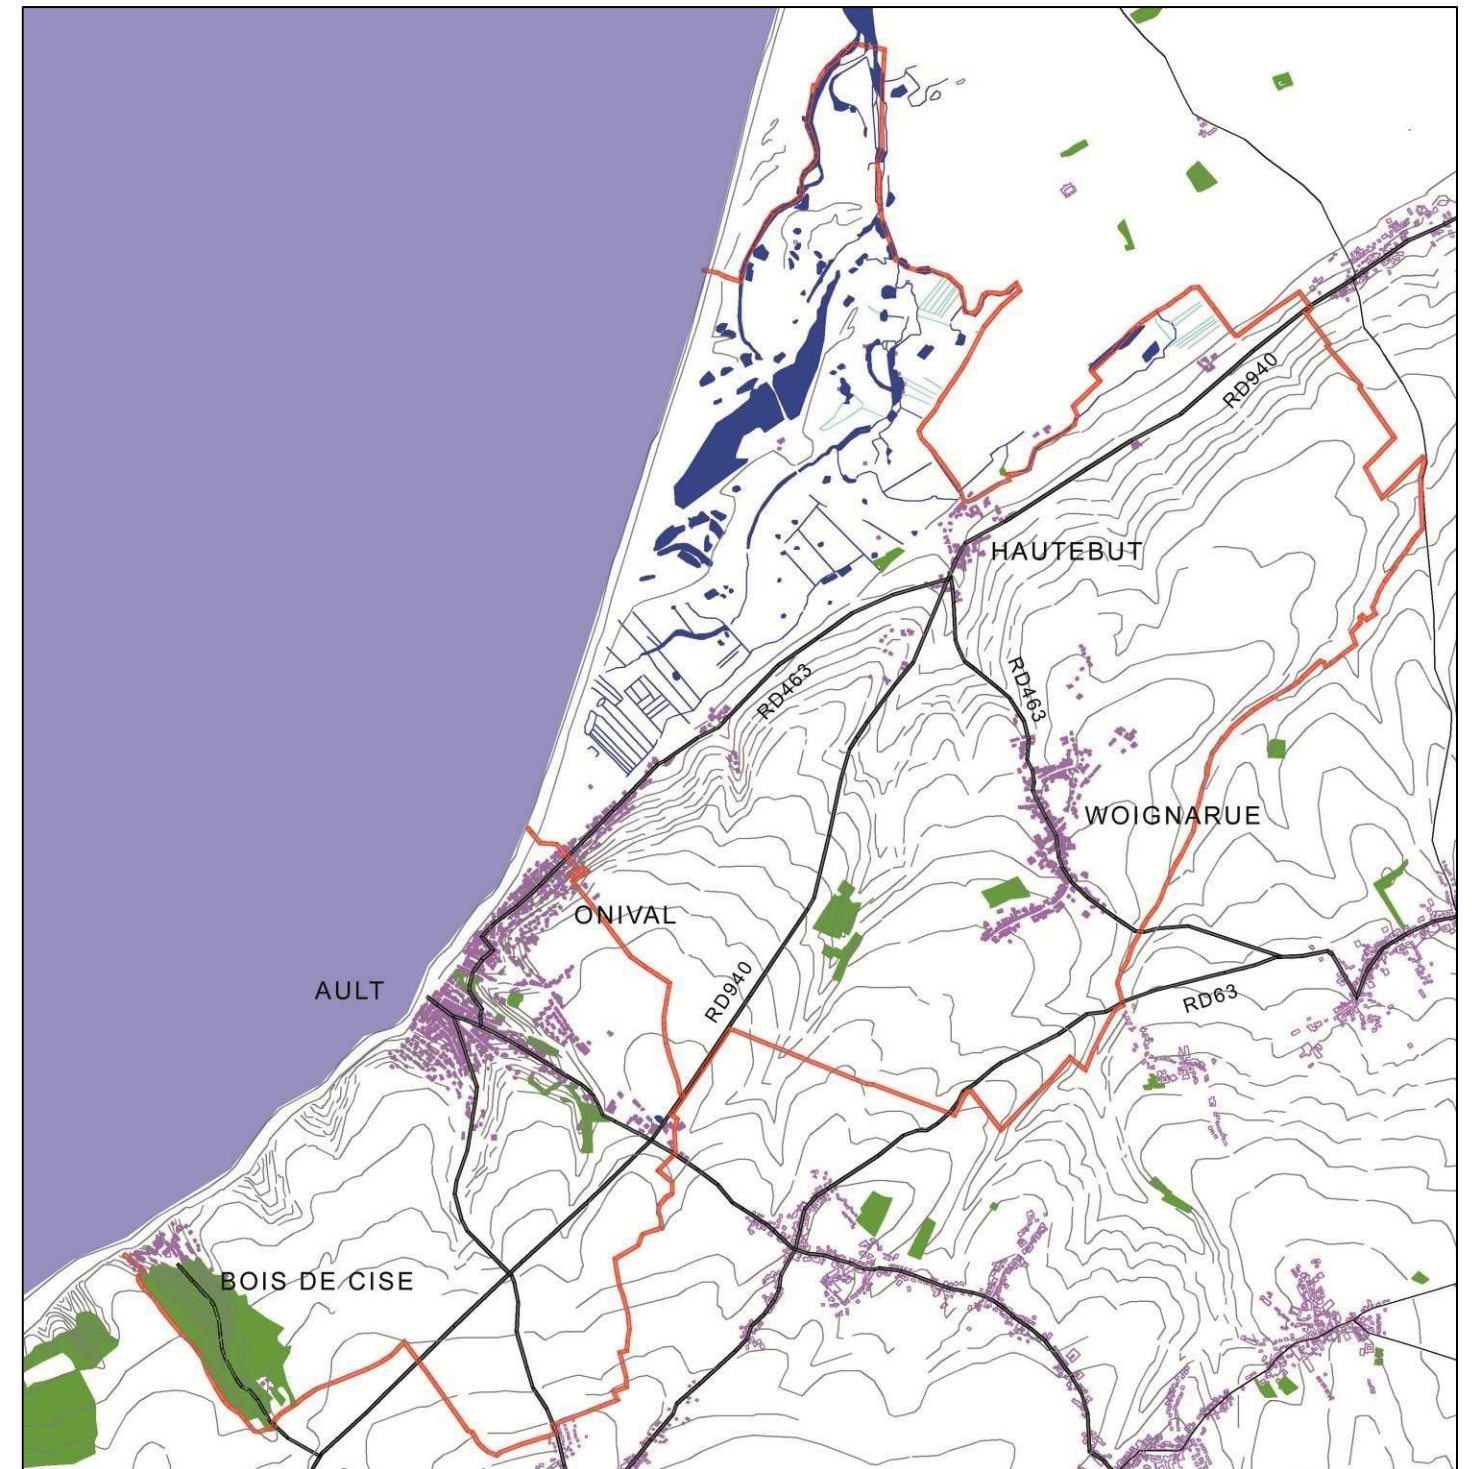 RD940
HAUTEBUT
RD463
RD463
WOIGNARUE
ONIVAL
AULT
RD940
RD63
BOIS DE CISE